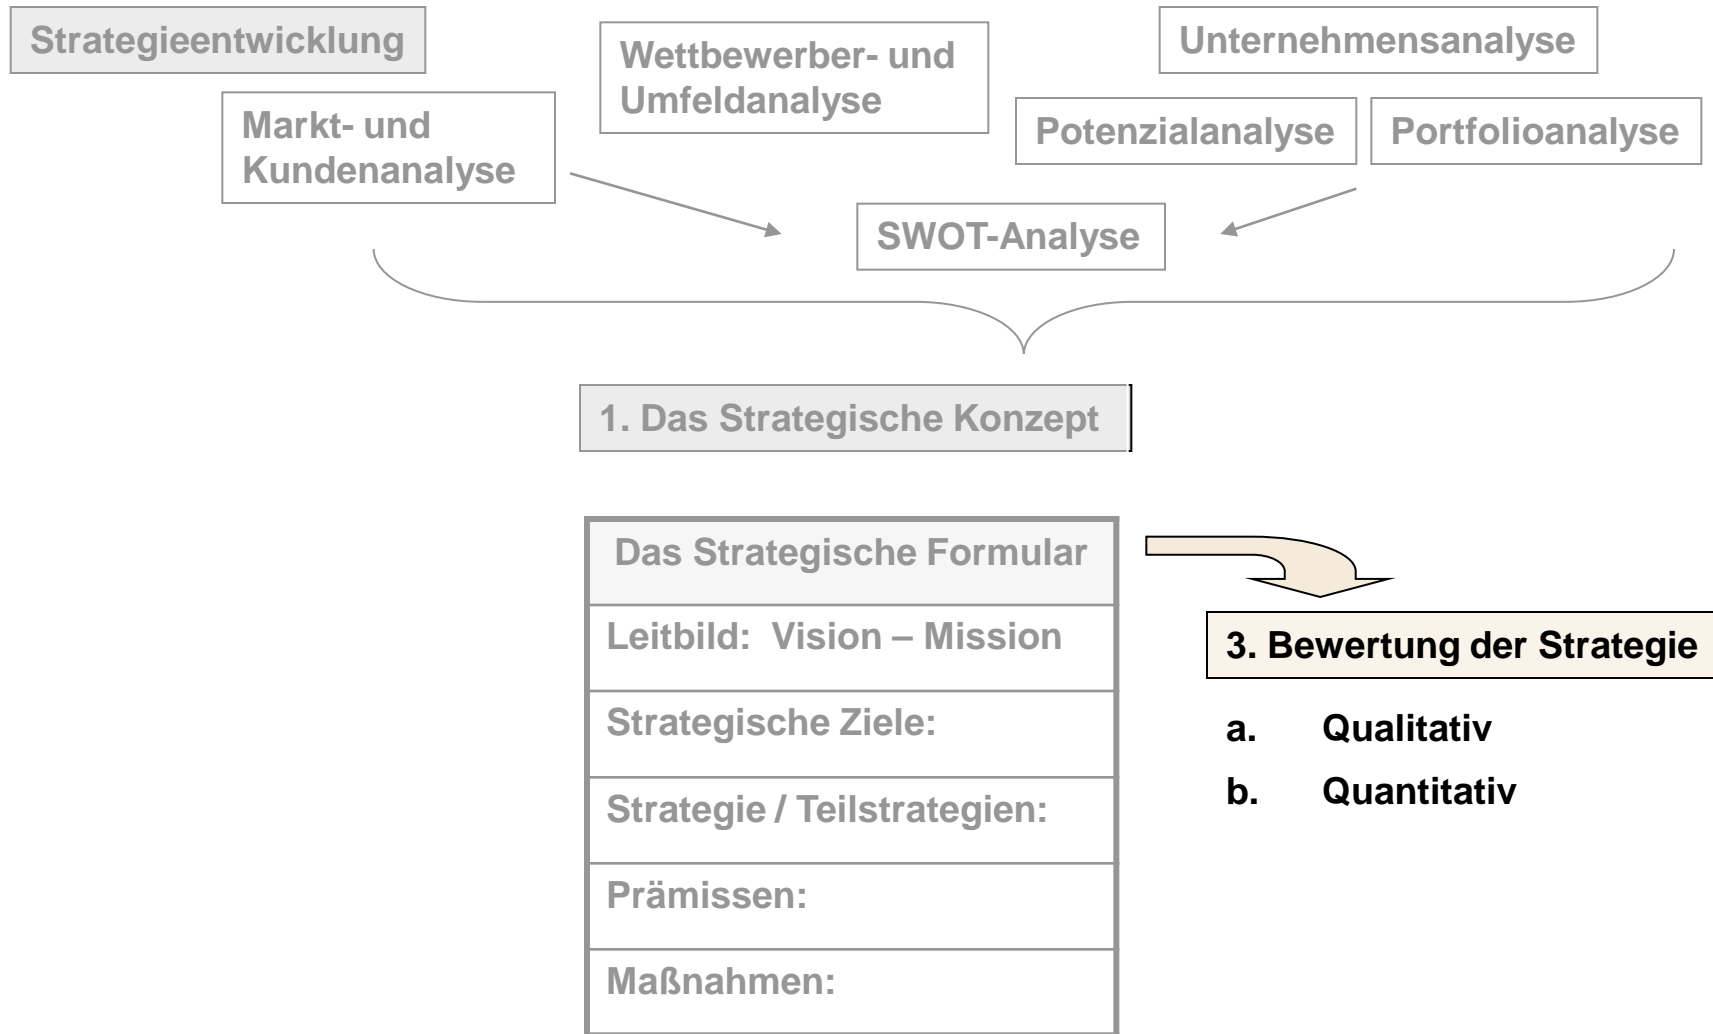 Strategieentwicklung
Wettbewerber- und
Umfeldanalyse
Unternehmensanalyse
Markt- und
Kundenanalyse
Potenzialanalyse
Portfolioanalyse
SWOT-Analyse
1. Das Strategische Konzept
Das Strategische Formular
Leitbild: Vision – Mission
Strategische Ziele:
Strategie / Teilstrategien:
Prämissen:
Maßnahmen:
3. Bewertung der Strategie
a. Qualitativ
b. Quantitativ